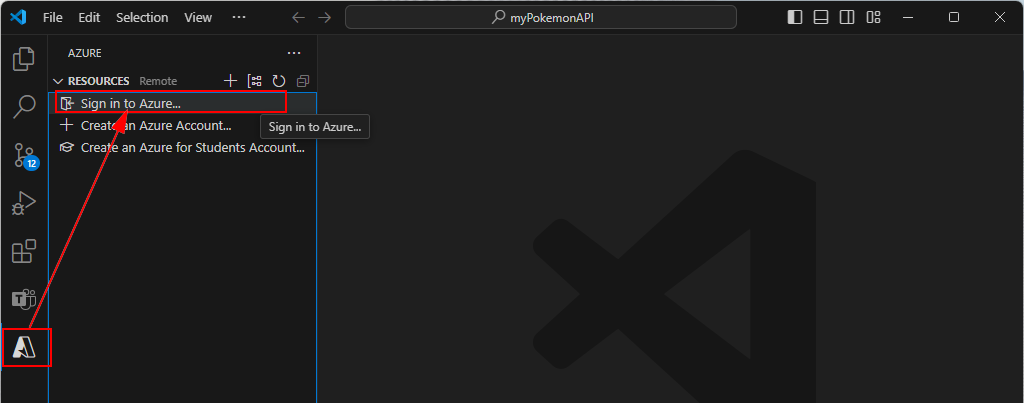 File Edit Selection View ...
myPokemonAPI
AZURE
RESOURCES Remote
Sign in to Azure...
Create an Azure Account...
Sign in to Azure...
Create an Azure for Students Account...
12
T